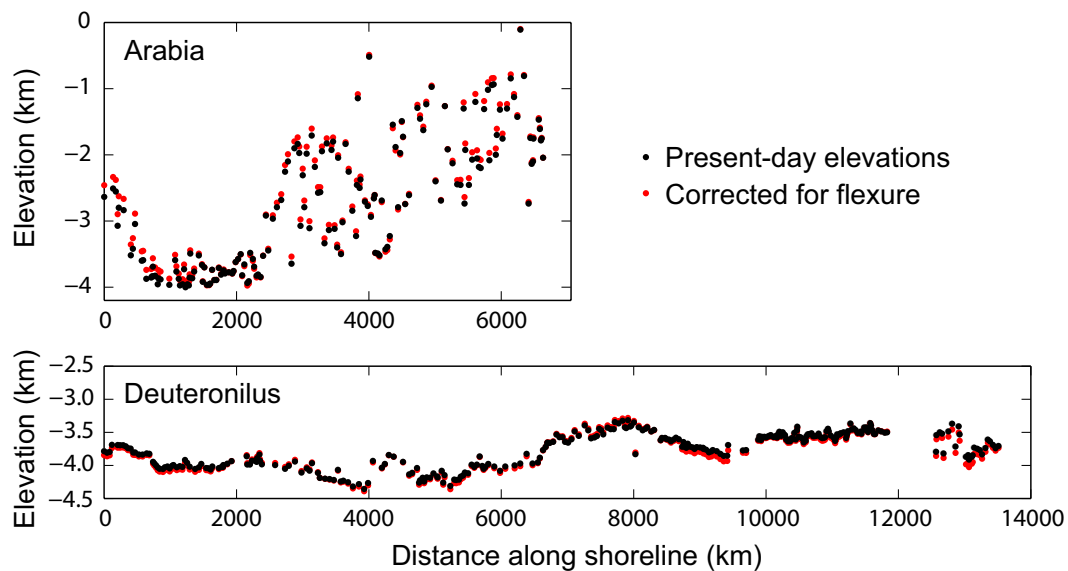 Arabia
Elevation (km)
0
−1
−2
−3
−4
0 2000 4000 6000
Present-day elevations
Corrected for flexure
Deuteronilus
Elevation (km)
−2.5
−3.0
−3.5
−4.0
−4.5
0 2000 4000 6000 8000 10000 12000 14000
Distance along shoreline (km)